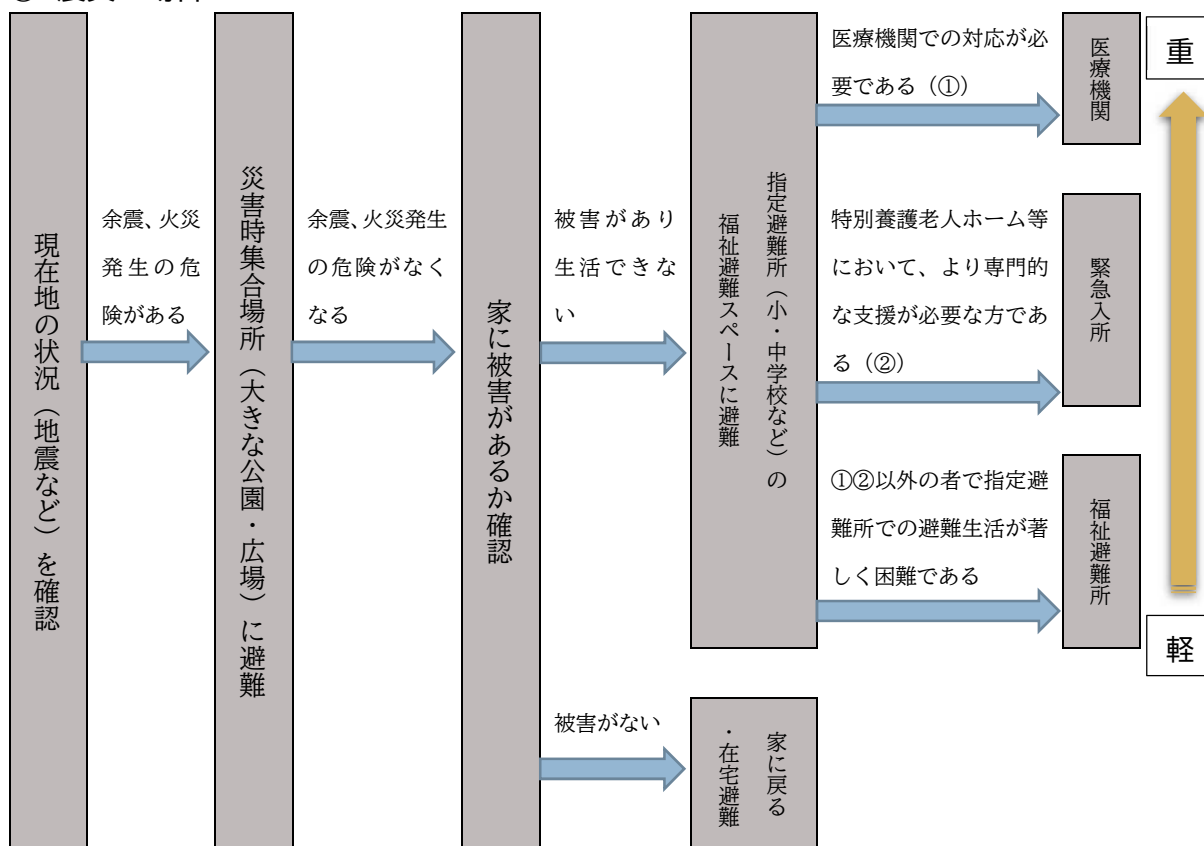 現在地の状況（地震など）を確認
余震、火災
発生の危
険がある
災害時集合場所（大きな公園・広場）に避難
余震、火災発生
の危険がなく
なる
家に被害があるか確認
被害があり
生活できな
い
指定避難所（小・中学校など）の
福祉避難スペースに避難
医療機関での対応が必
要である（①）
医療機関
特別養護老人ホーム等
において、より専門的
な支援が必要な方であ
る（②）
緊急入所
①②以外の者で指定避
難所での避難生活が著
しく困難である
福祉避難所
重
軽
被害がない
家に戻る
・在宅避難